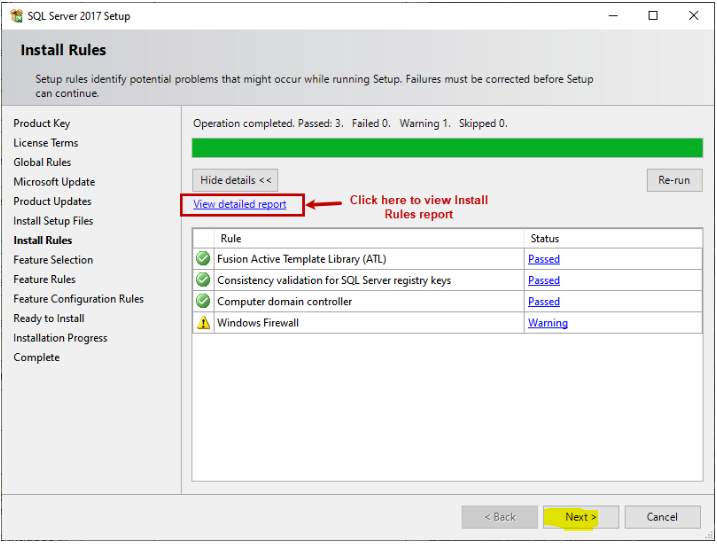 SQL Server 2017 Setup
Install Rules
Setup rules identify potential problems that might occur while running Setup. Failures must be corrected before Setup
can continue.
Product Key
License Terms
Global Rules
Microsoft Update
Product Updates
Install Setup Files
Install Rules
Feature Selection
Feature Rules
Feature Configuration Rules
Ready to Install
Installation Progress
Complete
Operation completed. Passed: 3.   Failed 0.   Warning 1.   Skipped 0.
Hide details <<
Re-run
View detailed report
Click here to view Install
Rules report
Rule Status
Fusion Active Template Library (ATL) Passed
Consistency validation for SQL Server registry keys Passed
Computer domain controller Passed
Windows Firewall Warning
< Back
Next >
Cancel